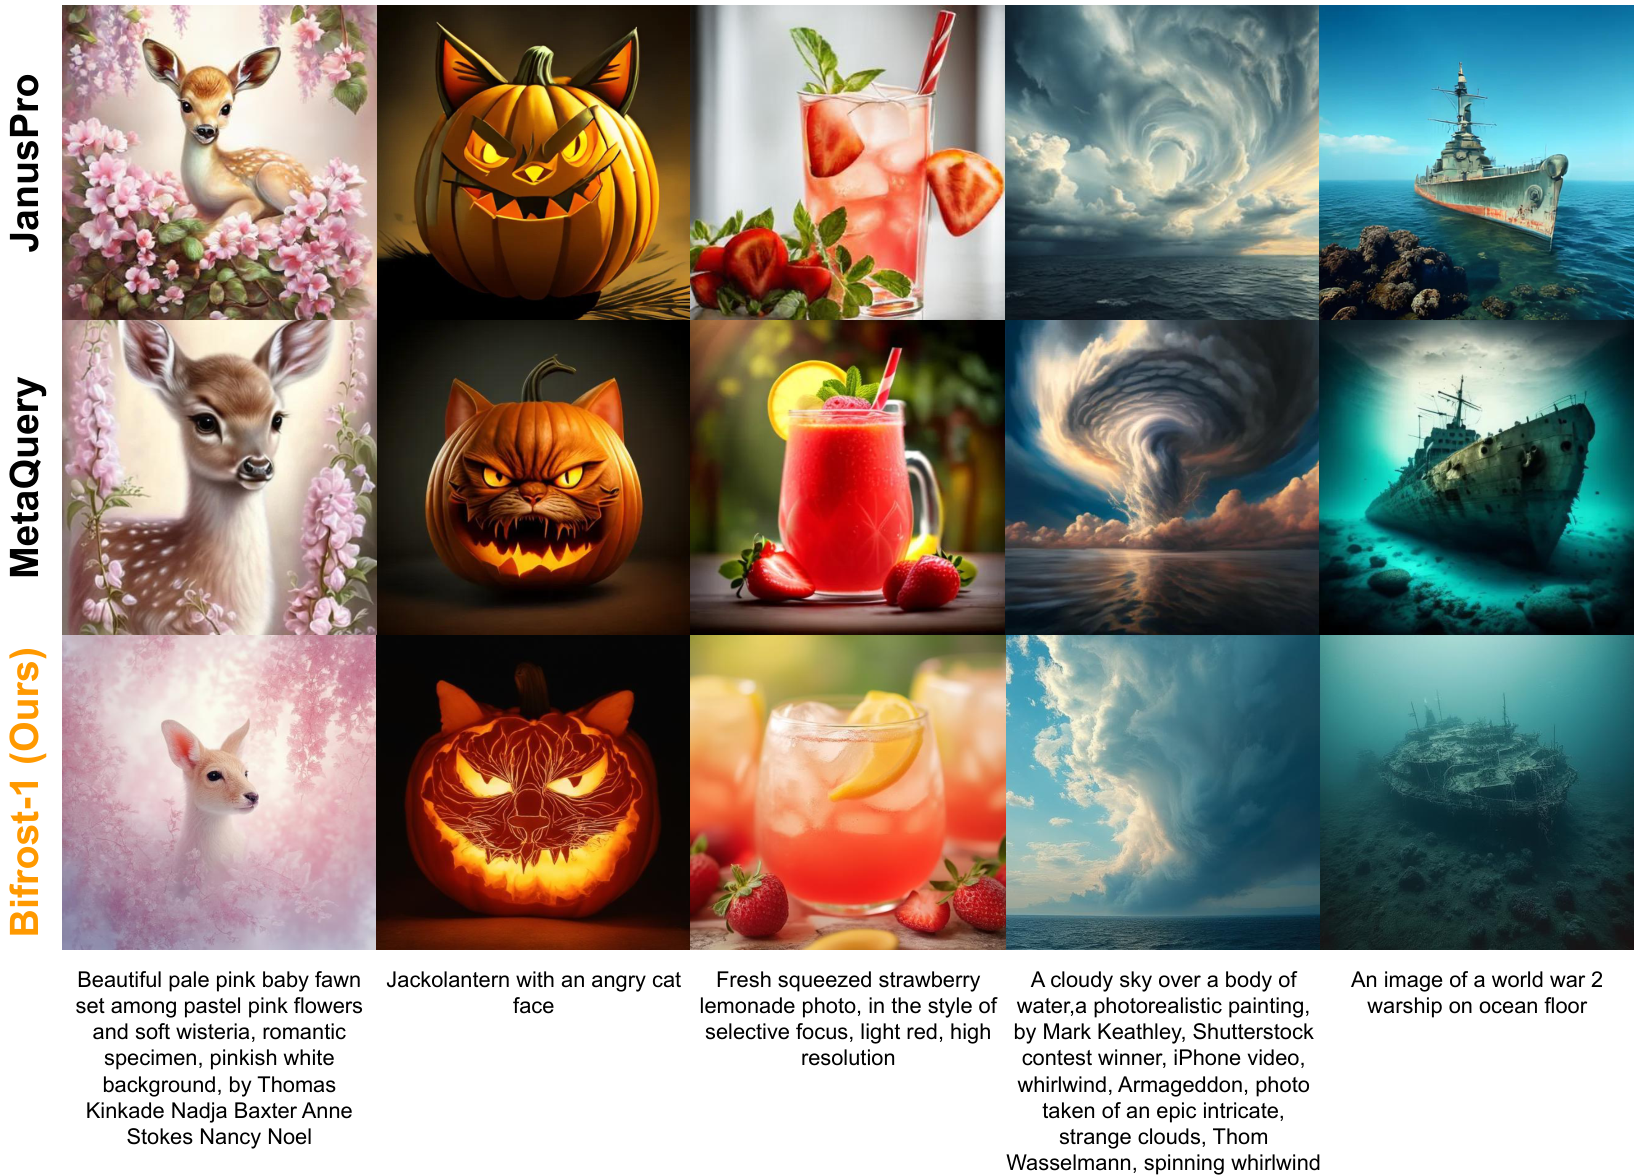 JanusPro
MetaQuery
Bifrost-1 (Ours)
Beautiful pale pink baby fawn
set among pastel pink flowers
and soft wisteria, romantic
specimen, pinkish white
background, by Thomas
Kinkade Nadja Baxter Anne
Stokes Nancy Noel
Jackolantern with an angry cat
face
Fresh squeezed strawberry
lemonade photo, in the style of
selective focus, light red, high
resolution
A cloudy sky over a body of
water,a photorealistic painting,
by Mark Keathley, Shutterstock
contest winner, iPhone video,
whirlwind, Armageddon, photo
taken of an epic intricate,
strange clouds, Thom
Wasselmann, spinning whirlwind
An image of a world war 2
warship on ocean floor